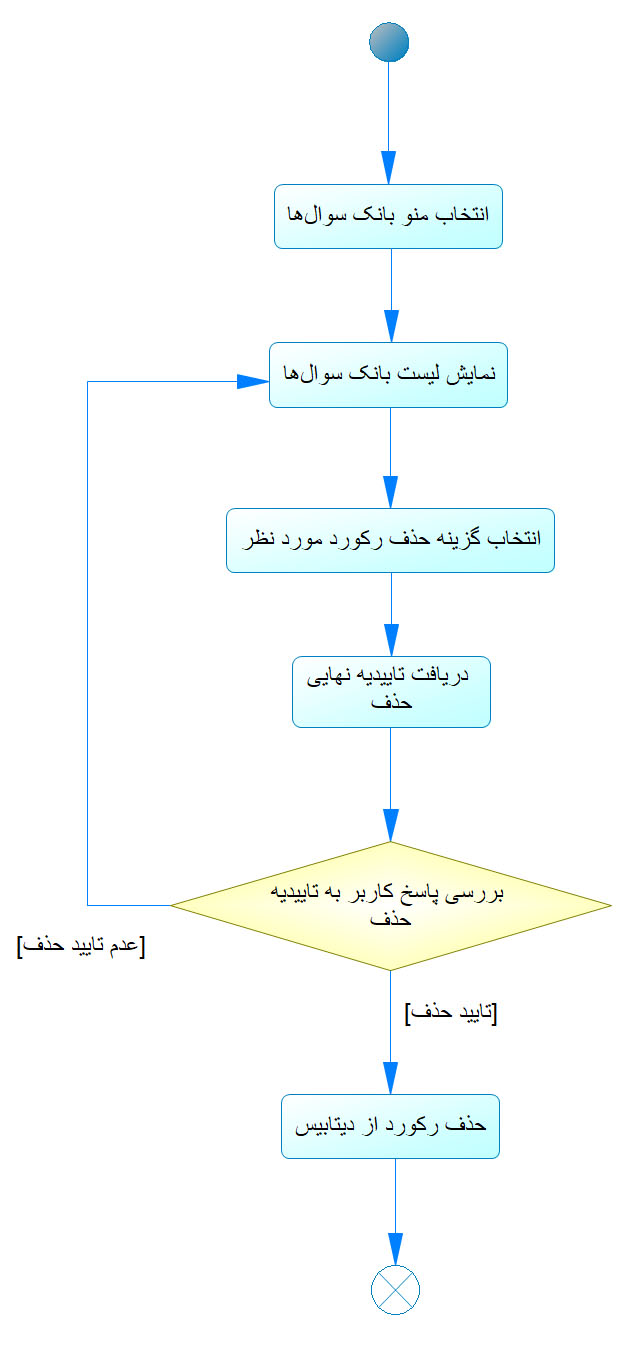 انتخاب منو بانک سوال‌ها
نمایش لیست بانک سوال‌ها
انتخاب گزینه حذف رکورد مورد نظر
دریافت تاییدیه نهایی
حذف
بررسی پاسخ کاربر به تاییدیه
حذف
[عدم تایید حذف]
[تایید حذف]
حذف رکورد از دیتابیس